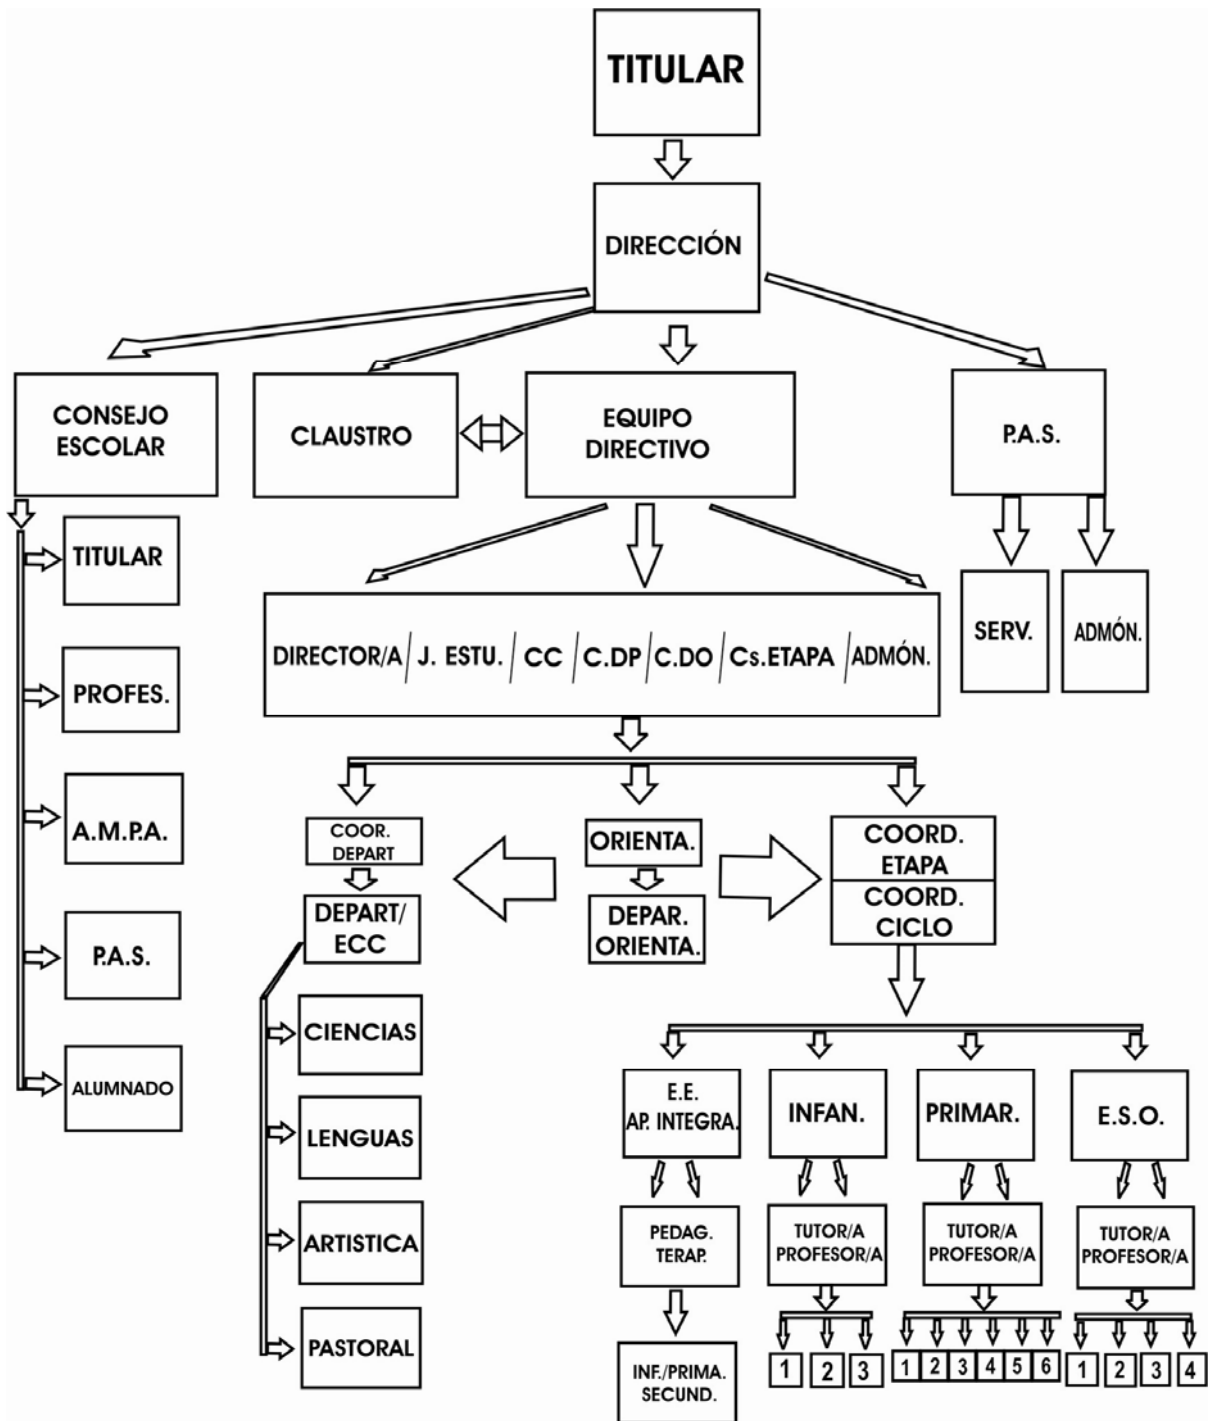 TITULAR
DIRECCIÓN
CONSEJO
ESCOLAR
CLAUSTRO
EQUIPO
DIRECTIVO
P.A.S.
TITULAR
PROFES.
A.M.P.A.
P.A.S.
ALUMNADO
SERV.
ADMÓN.
DIRECTOR/A / J. ESTU. / CC / C.DP / C.DO / Cs.ETAPA / ADMÓN.
COOR.
DEPART
DEPART/
ECC
ORIENTA.
DEPAR.
ORIENTA.
COORD.
ETAPA
COORD.
CICLO
CIENCIAS
LENGUAS
ARTISTICA
PASTORAL
E.E.
AP. INTEGRA.
INFAN.
PRIMAR.
E.S.O.
PEDAG.
TERAP.
TUTOR/A
PROFESOR/A
TUTOR/A
PROFESOR/A
TUTOR/A
PROFESOR/A
INF./PRIMA.
SECUND.
1 2 3
1 2 3 4 5 6
1 2 3 4